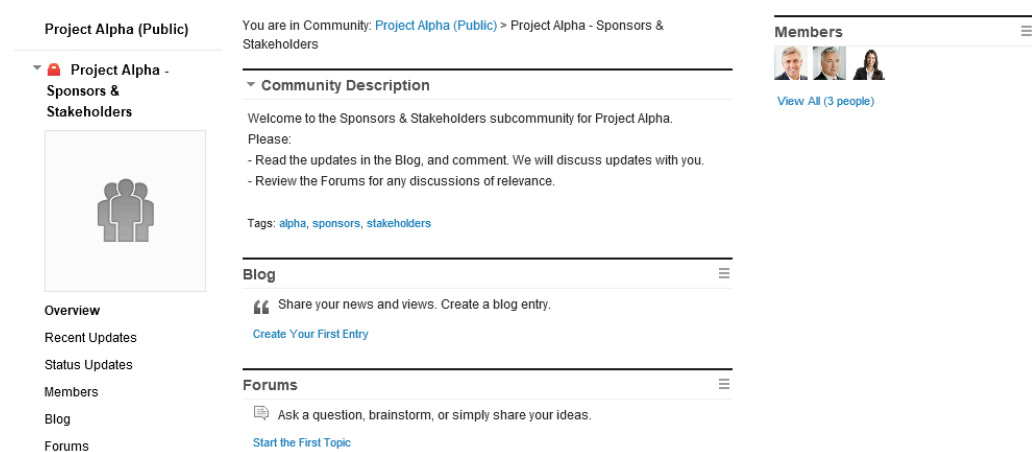 Project Alpha (Public)
Project Alpha -
Sponsors &
Stakeholders
Overview
Recent Updates
Status Updates
Members
Blog
Forums
You are in Community: Project Alpha (Public) > Project Alpha - Sponsors &
Stakeholders
Community Description
Welcome to the Sponsors & Stakeholders subcommunity for Project Alpha.
Please:
- Read the updates in the Blog, and comment. We will discuss updates with you.
- Review the Forums for any discussions of relevance.
Tags: alpha, sponsors, stakeholders
Blog
Share your news and views. Create a blog entry.
Create Your First Entry
Forums
Ask a question, brainstorm, or simply share your ideas.
Start the First Topic
Members
View All (3 people)